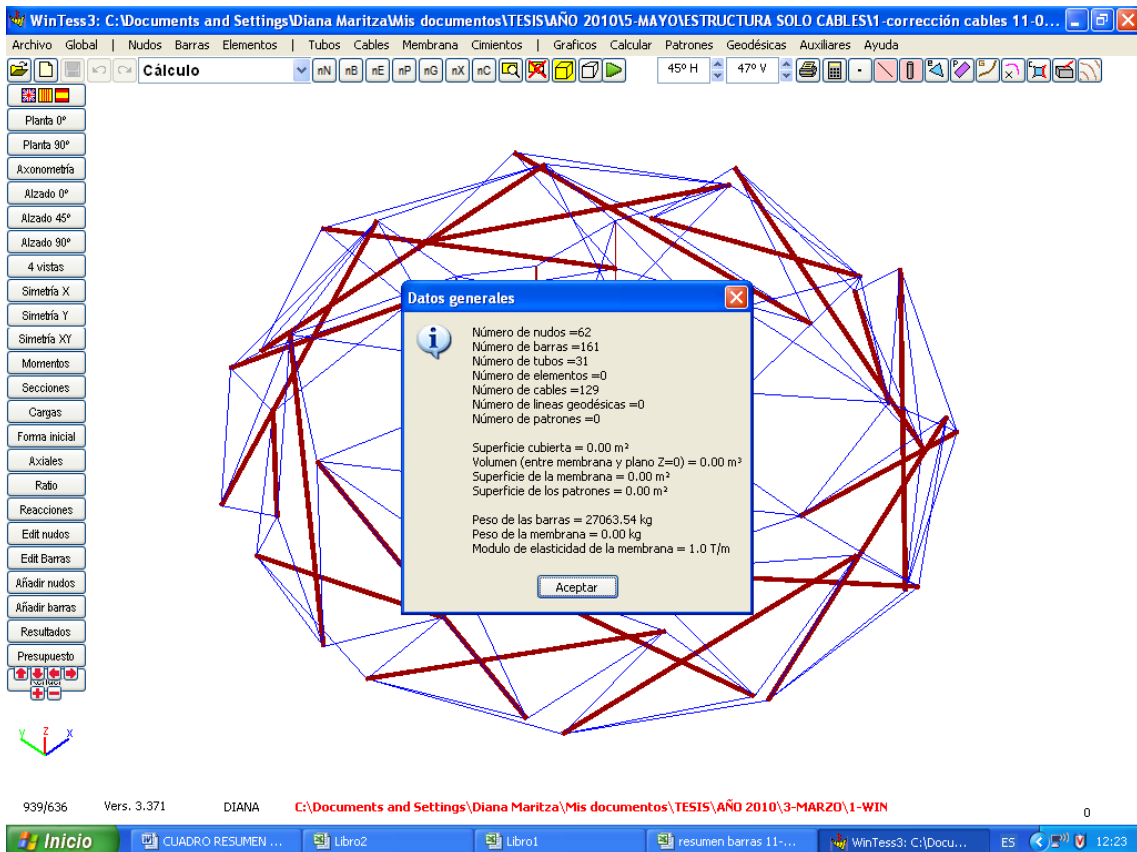 WinTess3: C:\Documents and Settings\Diana Maritza\Mis documentos\TESIS\AÑO 2010\5-MAYO\ESTRUCTURA SOLO CABLES\1-corrección cables 11-0...
Archivo Global | Nudos Barras Elementos | Tubos Cables Membrana Cimientos | Graficos Calcular Patrones Geodésicas Auxiliares Ayuda
Cálculo nN nB nE nP nG nX nC 45º H 47º V
Planta 0º
Planta 90º
Axonometría
Alzado 0º
Alzado 45º
Alzado 90º
4 vistas
Simetría X
Simetría Y
Simetría XY
Momentos
Secciones
Cargas
Forma inicial
Axiales
Ratio
Reacciones
Edit nudos
Edit Barras
Añadir nudos
Añadir barras
Resultados
Presupuesto
Datos generales
Número de nudos =62
Número de barras =161
Número de tubos =31
Número de elementos =0
Número de cables =129
Número de lineas geodésicas =0
Número de patrones =0
Superficie cubierta = 0.00 m²
Volumen (entre membrana y plano Z=0) = 0.00 m³
Superficie de la membrana = 0.00 m²
Superficie de los patrones = 0.00 m²
Peso de las barras = 27063.54 kg
Peso de la membrana = 0.00 kg
Modulo de elasticidad de la membrana = 1.0 T/m
Aceptar
Y Z X
939/636 Vers. 3.371 DIANA C:\Documents and Settings\Diana Maritza\Mis documentos\TESIS\AÑO 2010\3-MARZO\1-WIN 0
Inicio CUADRO RESUMEN ... Libro2 Libro1 resumen barras 11-... WinTess3: C:\Docu... ES 12:23